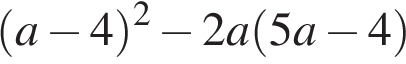 (a − 4)² − 2a(5a − 4)